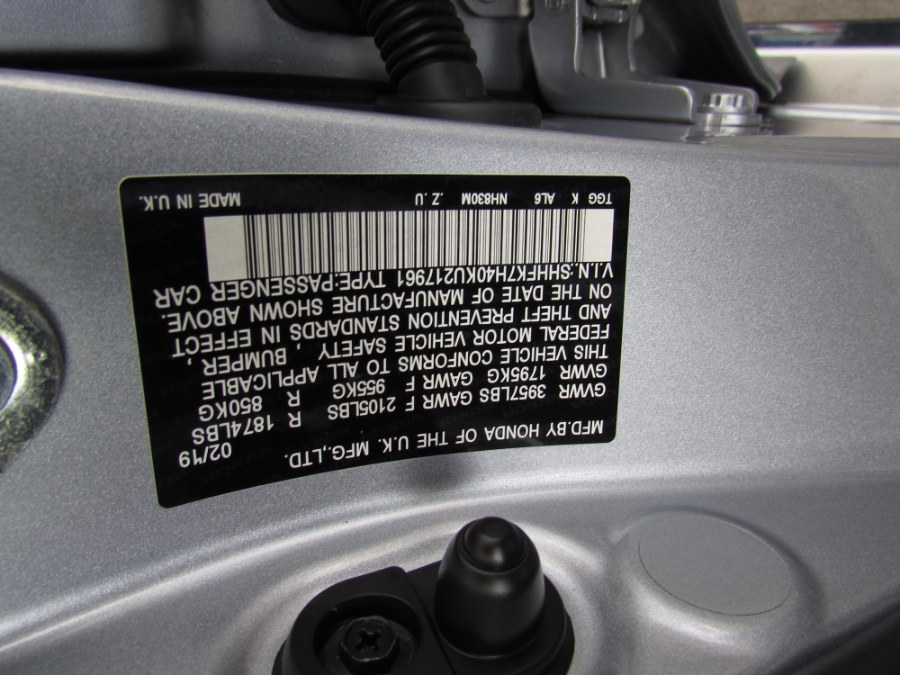 MFD.BY HONDA OF THE U.K. MFG.,LTD. 02/19
GVWR 3957LBS GAWR F 2105LBS R 1874LBS
GVWR 1795KG GAWR F 955KG R 850KG
THIS VEHICLE CONFORMS TO ALL APPLICABLE
FEDERAL MOTOR VEHICLE SAFETY , BUMPER ,
AND THEFT PREVENTION STANDARDS IN EFFECT
ON THE DATE OF MANUFACTURE SHOWN ABOVE.
V.I.N.:SHHFK7H40KU217961 TYPE:PASSENGER CAR
TGG K AL6 NH830M .Z.U MADE IN U.K.